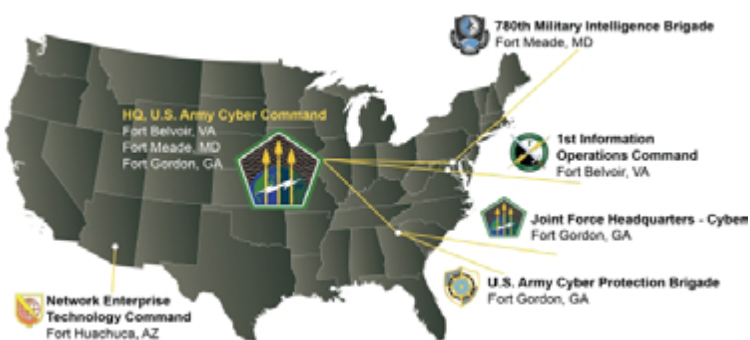 780th Military Intelligence Brigade
Fort Meade, MD
HQ, U.S. Army Cyber Command
Fort Belvoir, VA
Fort Meade, MD
Fort Gordon, GA
1st Information
Operations Command
Fort Belvoir, VA
Joint Force Headquarters - Cyber
Fort Gordon, GA
U.S. Army Cyber Protection Brigade
Fort Gordon, GA
Network Enterprise
Technology Command
Fort Huachuca, AZ